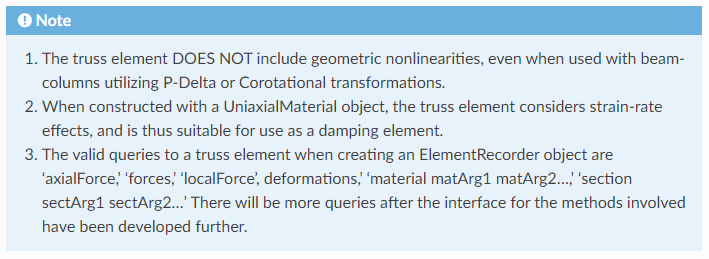 Note
1. The truss element DOES NOT include geometric nonlinearities, even when used with beam-
columns utilizing P-Delta or Corotational transformations.
2. When constructed with a UniaxialMaterial object, the truss element considers strain-rate
effects, and is thus suitable for use as a damping element.
3. The valid queries to a truss element when creating an ElementRecorder object are
‘axialForce,’ ‘forces,’ ‘localForce’, deformations,’ ‘material matArg1 matArg2…,’ ‘section
sectArg1 sectArg2…’ There will be more queries after the interface for the methods involved
have been developed further.